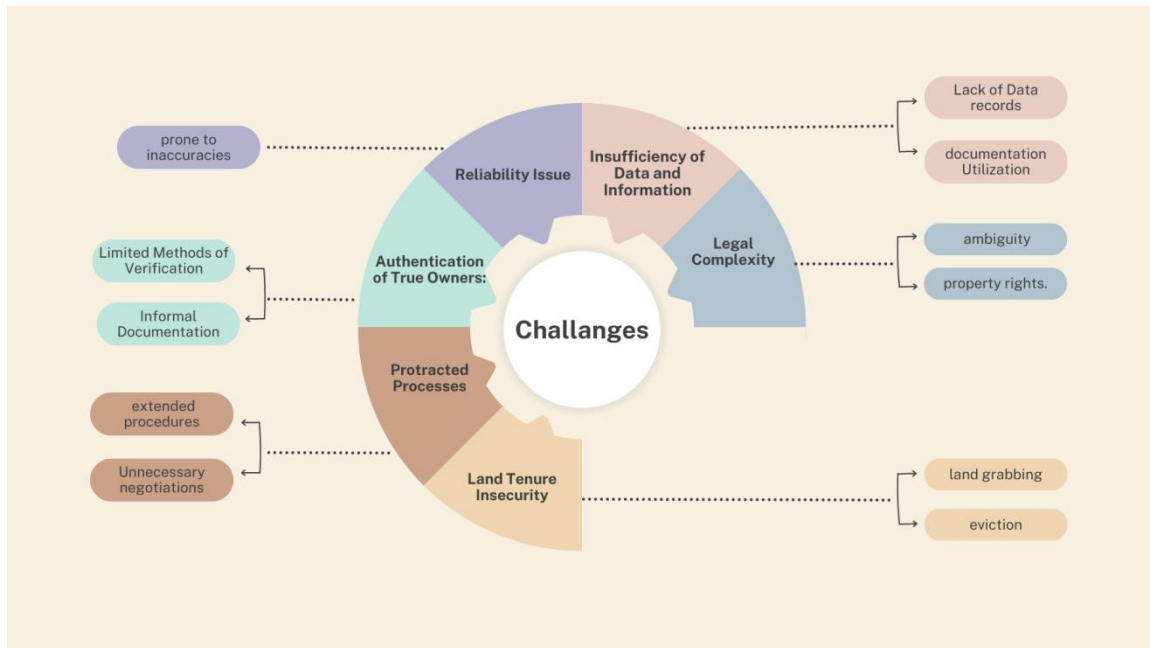 Challanges
Reliability Issue
prone to
inaccuracies
Insufficiency of
Data and
Information
Lack of Data
records
documentation
Utilization
Legal
Complexity
ambiguity
property rights.
Authentication
of True Owners:
Limited Methods of
Verification
Informal
Documentation
Protracted
Processes
extended
procedures
Unnecessary
negotiations
Land Tenure
Insecurity
land grabbing
eviction